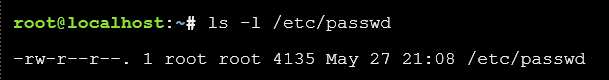 root@localhost:~# ls -l /etc/passwd
-rw-r--r--. 1 root root 4135 May 27 21:08 /etc/passwd